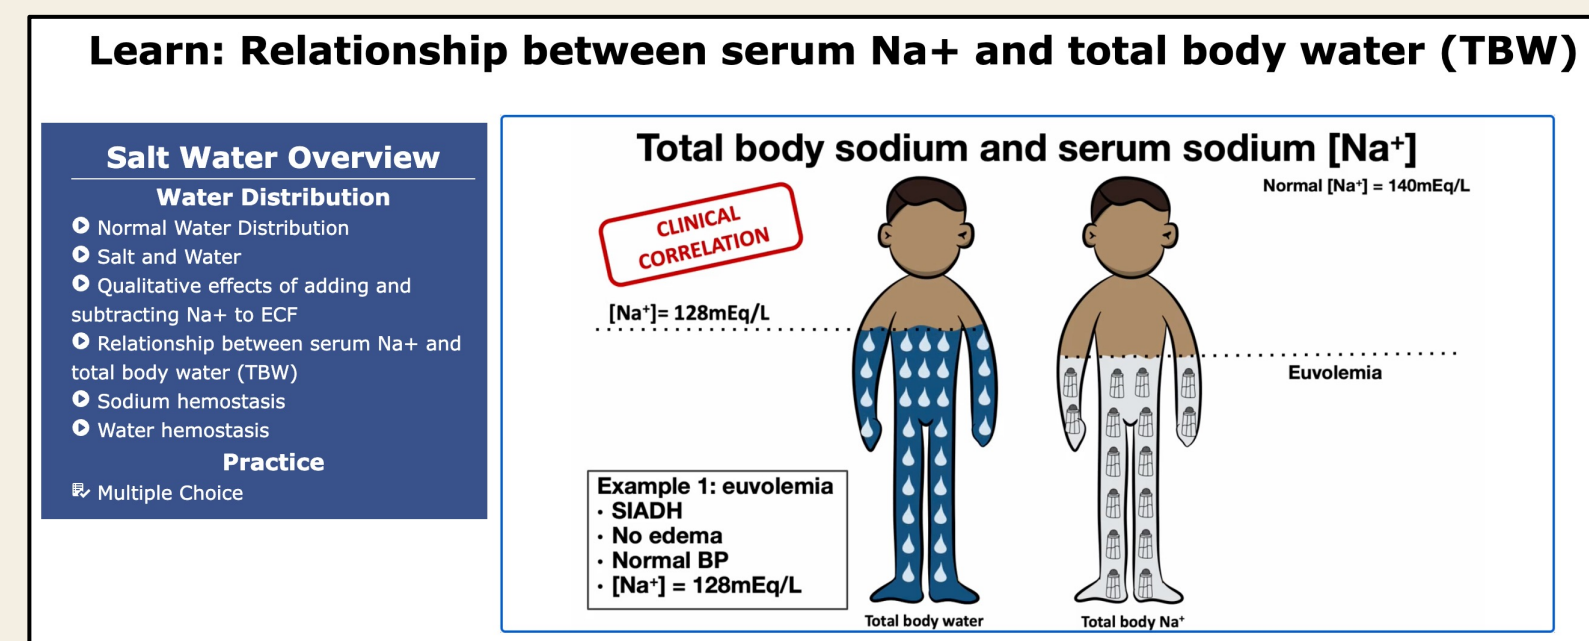 Learn: Relationship between serum Na+ and total body water (TBW)
Salt Water Overview
Water Distribution
Normal Water Distribution
Salt and Water
Qualitative effects of adding and
subtracting Na+ to ECF
Relationship between serum Na+ and
total body water (TBW)
Sodium hemostasis
Water hemostasis
Practice
Multiple Choice
Total body sodium and serum sodium [Na⁺]
Normal [Na⁺] = 140mEq/L
CLINICAL
CORRELATION
[Na⁺]= 128mEq/L
Euvolemia
Example 1: euvolemia
· SIADH
· No edema
· Normal BP
· [Na⁺] = 128mEq/L
Total body water
Total body Na⁺